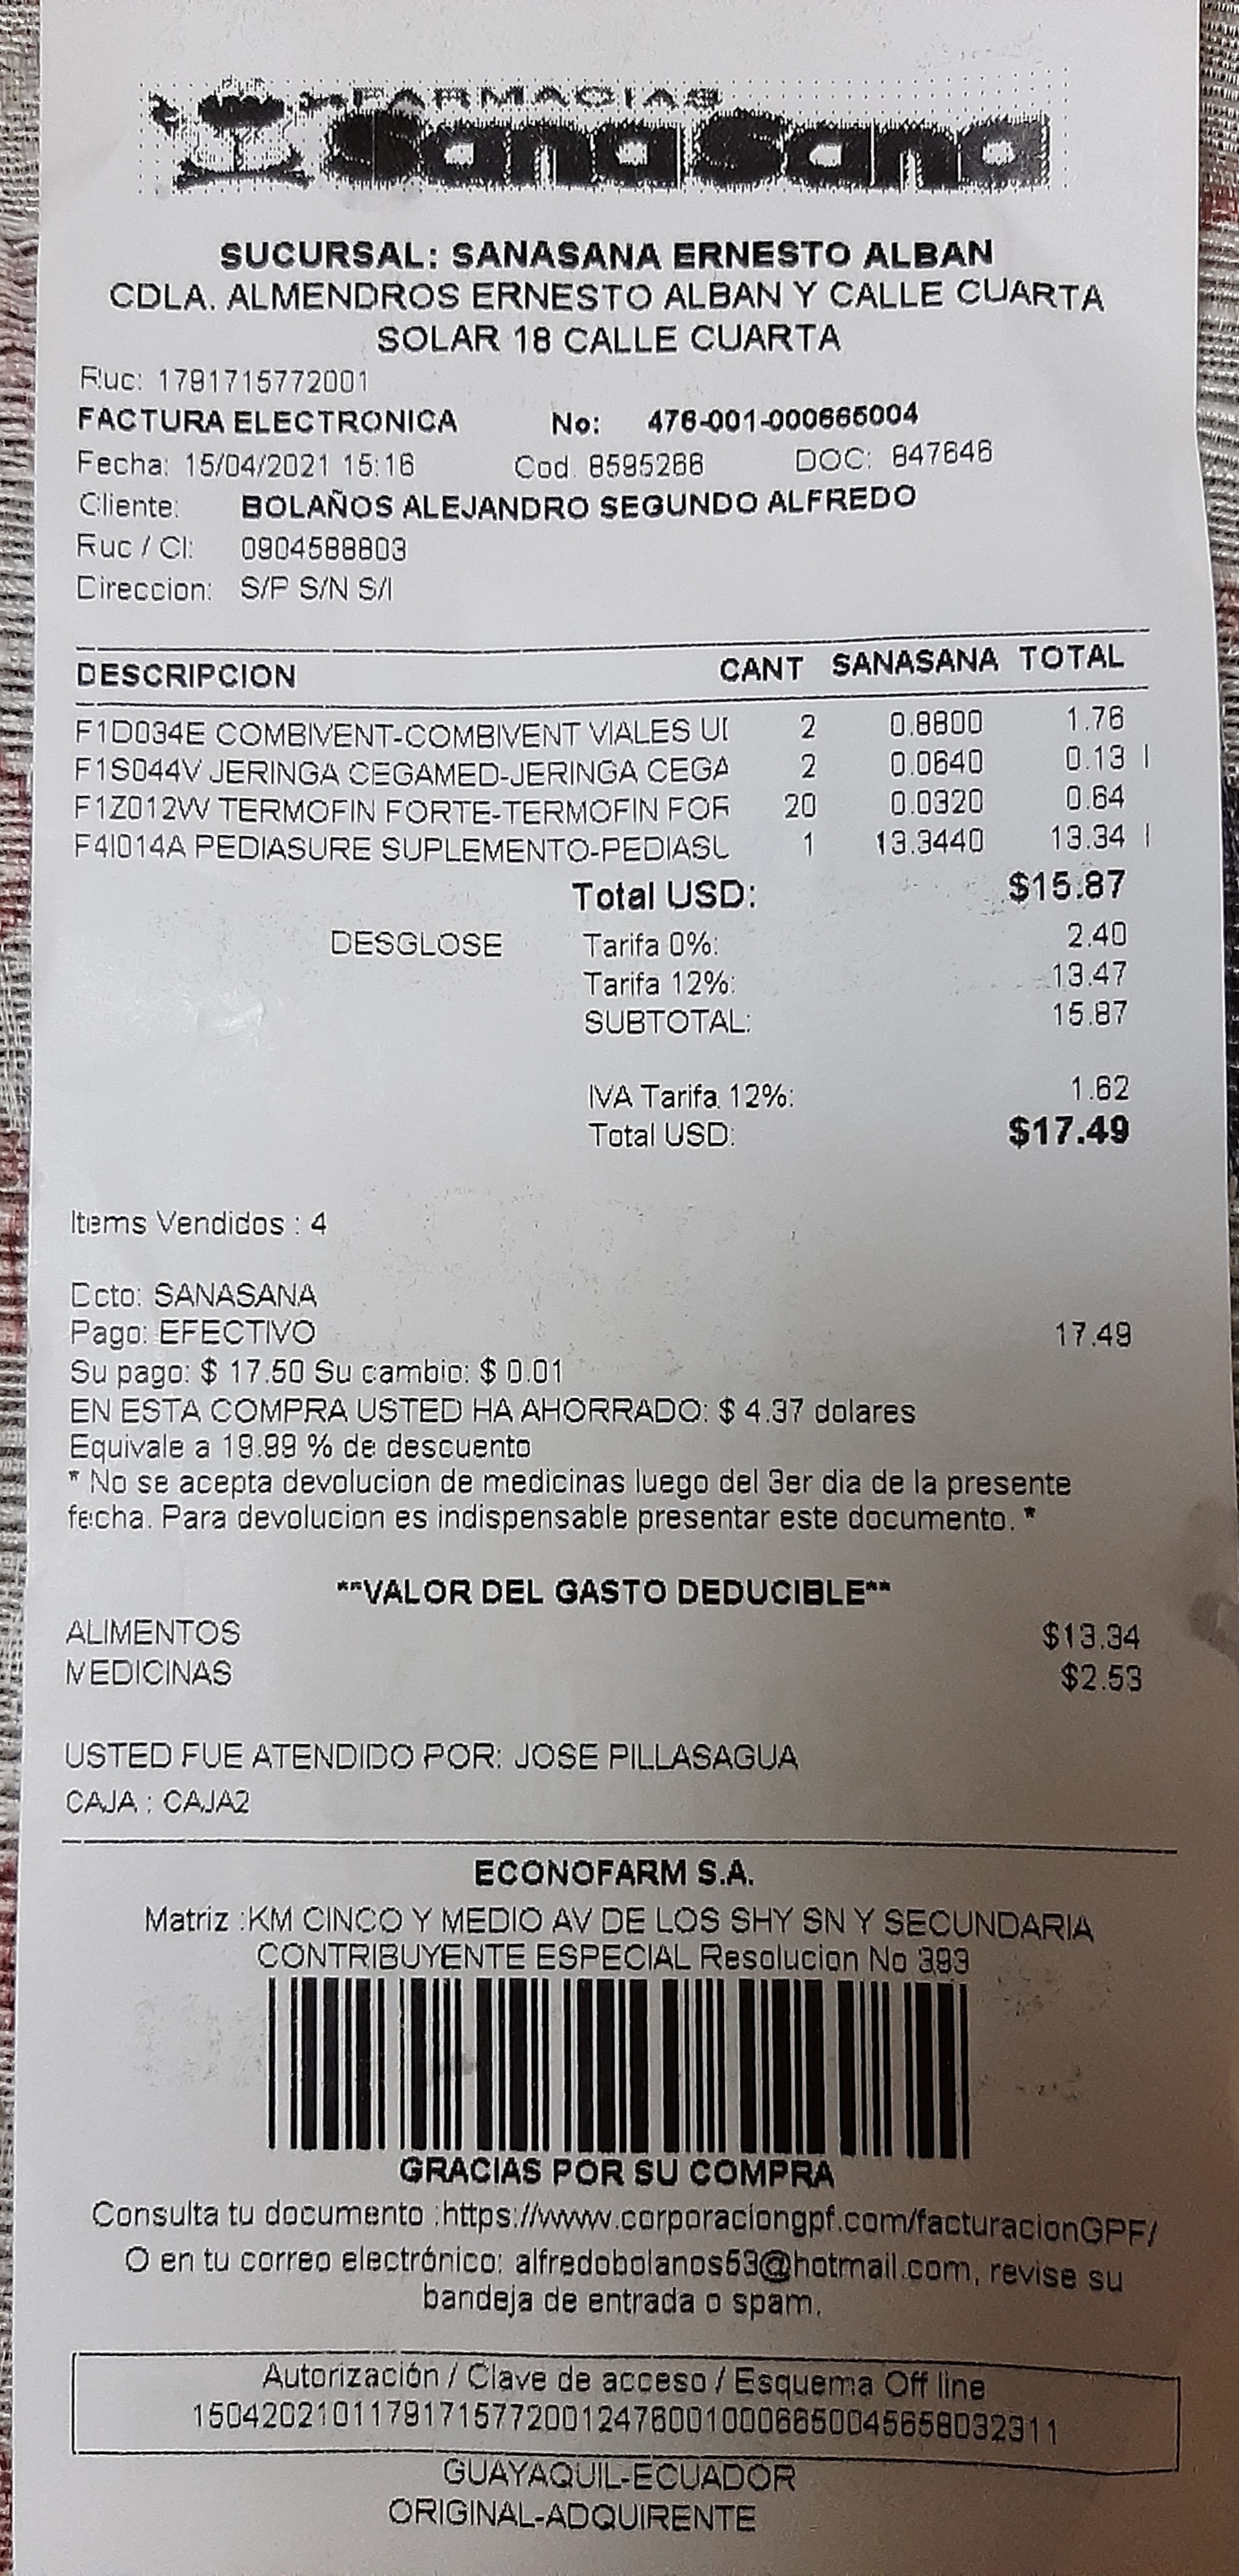 FARMACIAS
SanaSana
SUCURSAL: SANASANA ERNESTO ALBAN
CDLA. ALMENDROS ERNESTO ALBAN Y CALLE CUARTA
SOLAR 18 CALLE CUARTA
Ruc: 1791715772001
FACTURA ELECTRONICA No: 476-001-000665004
Fecha: 15/04/2021 15:16 Cod. 8595266 DOC: 847646
Cliente: BOLAÑOS ALEJANDRO SEGUNDO ALFREDO
Ruc / CI: 0904588803
Direccion: S/P S/N S/I
DESCRIPCION CANT SANASANA TOTAL
F1D034E COMBIVENT-COMBIVENT VIALES UI 2 0.8800 1.76
F1S044V JERINGA CEGAMED-JERINGA CEGA 2 0.0640 0.13 I
F1Z012W TERMOFIN FORTE-TERMOFIN FOR 20 0.0320 0.64
F4I014A PEDIASURE SUPLEMENTO-PEDIASU 1 13.3440 13.34 I
Total USD: $15.87
DESGLOSE Tarifa 0%: 2.40
Tarifa 12%: 13.47
SUBTOTAL: 15.87
IVA Tarifa 12%: 1.62
Total USD: $17.49
Items Vendidos : 4
Dcto: SANASANA
Pago: EFECTIVO 17.49
Su pago: $ 17.50 Su cambio: $ 0.01
EN ESTA COMPRA USTED HA AHORRADO: $ 4.37 dolares
Equivale a 19.99 % de descuento
* No se acepta devolucion de medicinas luego del 3er dia de la presente
fecha. Para devolucion es indispensable presentar este documento. *
**VALOR DEL GASTO DEDUCIBLE**
ALIMENTOS $13.34
MEDICINAS $2.53
USTED FUE ATENDIDO POR: JOSE PILLASAGUA
CAJA : CAJA2
ECONOFARM S.A.
Matriz :KM CINCO Y MEDIO AV DE LOS SHY SN Y SECUNDARIA
CONTRIBUYENTE ESPECIAL Resolucion No 393
GRACIAS POR SU COMPRA
Consulta tu documento :https://www.corporaciongpf.com/facturacionGPF/
O en tu correo electrónico: alfredobolanos53@hotmail.com, revise su
bandeja de entrada o spam.
Autorización / Clave de acceso / Esquema Off line
1504202101179171577200124760010006650045658032311
GUAYAQUIL-ECUADOR
ORIGINAL-ADQUIRENTE